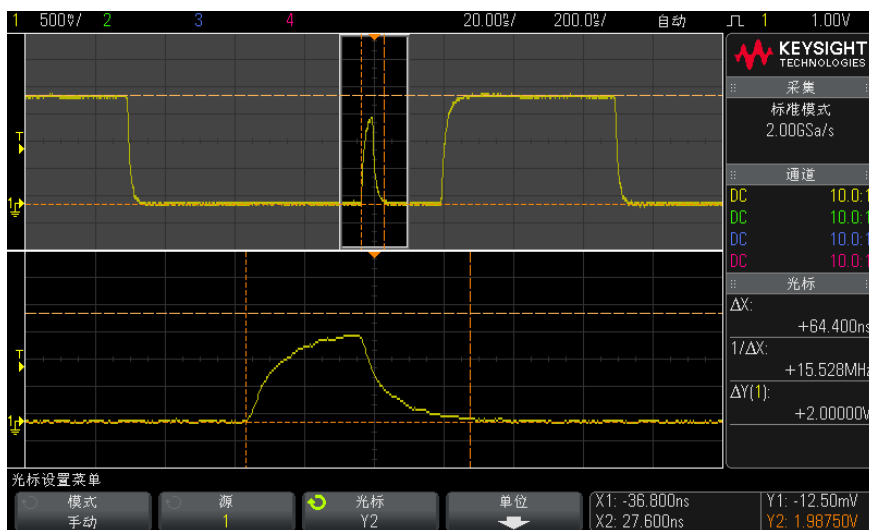 1 500mV/ 2 3 4 20.00ns/ 200.0ns/ 自动 1 1.00V
KEYSIGHT
TECHNOLOGIES
采集
标准模式
2.00GSa/s
通道
DC 10.0:1
DC 10.0:1
DC 10.0:1
DC 10.0:1
光标
ΔX:
+64.400ns
1/ΔX:
+15.528MHz
ΔY(1):
+2.00000V
T
1
T
1
光标设置菜单
模式 源 光标 单位 X1: -36.800ns Y1: -12.50mV
手动 1 Y2 X2: 27.600ns Y2: 1.98750V